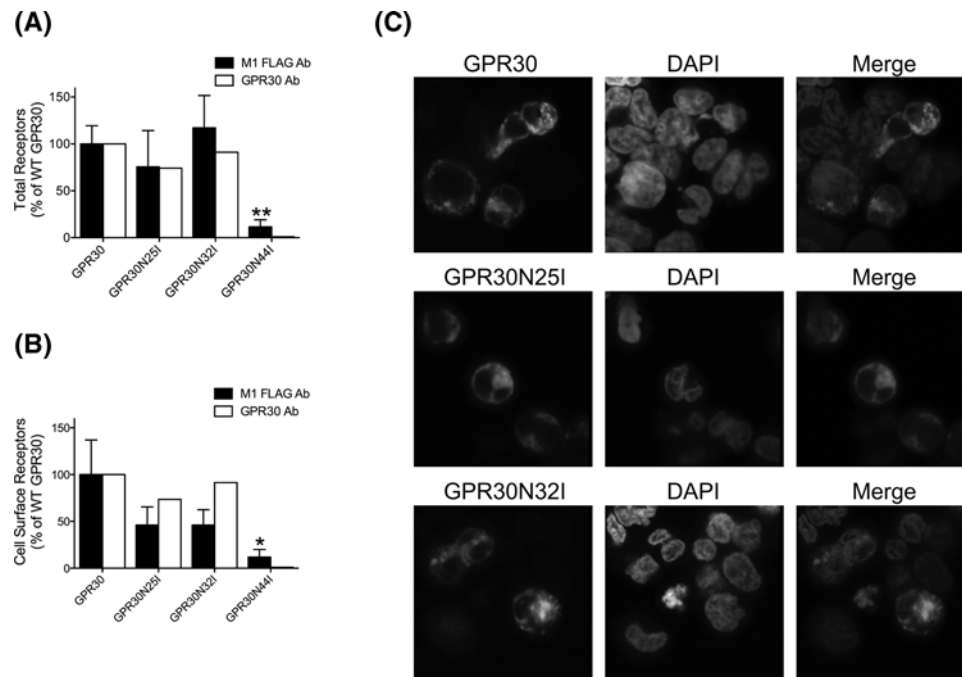 (A)
M1 FLAG Ab
GPR30 Ab
Total Receptors
(% of WT GPR30)
150
100
50
0
**
GPR30
GPR30N25I
GPR30N32I
GPR30N44I
(B)
M1 FLAG Ab
GPR30 Ab
Cell Surface Receptors
(% of WT GPR30)
150
100
50
0
*
GPR30
GPR30N25I
GPR30N32I
GPR30N44I
(C)
GPR30 DAPI Merge
GPR30N25I DAPI Merge
GPR30N32I DAPI Merge